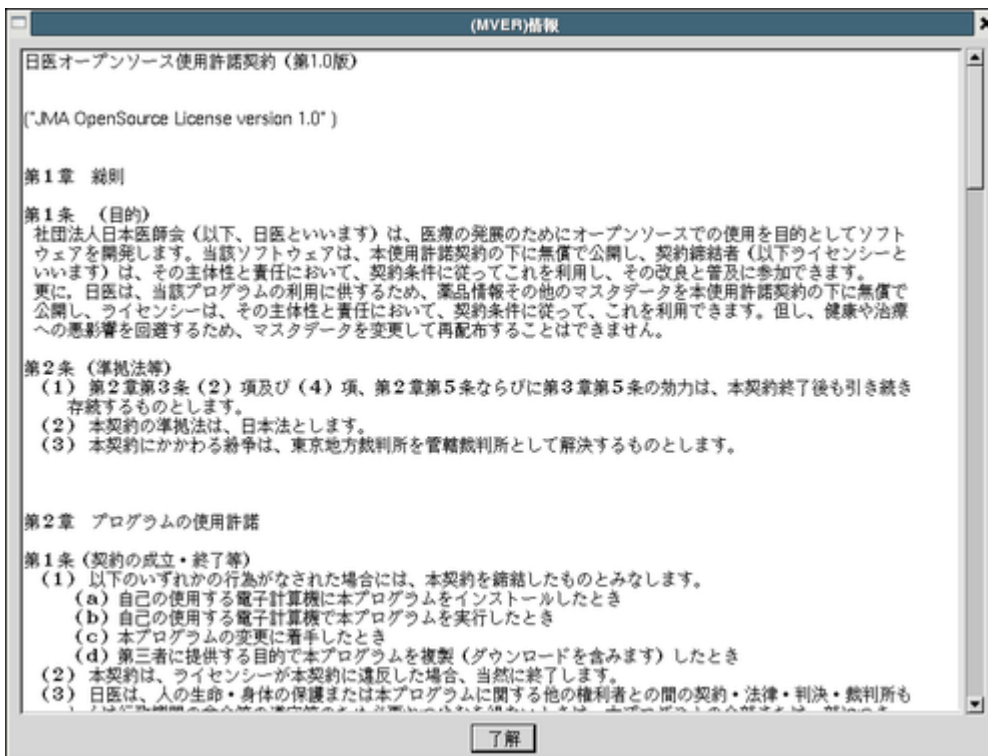 (MVER)情報
日医オープンソース使用許諾契約（第1.0版）
("JMA OpenSource License version 1.0" )
第１章　総則
第１条　（目的）
社団法人日本医師会（以下、日医といいます）は、医療の発展のためにオープンソースでの使用を目的としてソフト
ウェアを開発します。当該ソフトウェアは、本使用許諾契約の下に無償で公開し、契約締結者（以下ライセンシーと
いいます）は、その主体性と責任において、契約条件に従ってこれを利用し、その改良と普及に参加できます。
更に，日医は、当該プログラムの利用に供するため、薬品情報その他のマスタデータを本使用許諾契約の下に無償で
公開し、ライセンシーは、その主体性と責任において、契約条件に従って、これを利用できます。但し、健康や治療
への悪影響を回避するため、マスタデータを変更して再配布することはできません。
第２条（準拠法等）
（１）第２章第３条（２）項及び（４）項、第２章第５条ならびに第３章第５条の効力は、本契約終了後も引き続き
存続するものとします。
（２）本契約の準拠法は、日本法とします。
（３）本契約にかかわる紛争は、東京地方裁判所を管轄裁判所として解決するものとします。
第２章　プログラムの使用許諾
第１条（契約の成立・終了等）
（１）以下のいずれかの行為がなされた場合には、本契約を締結したものとみなします。
（a）自己の使用する電子計算機に本プログラムをインストールしたとき
（b）自己の使用する電子計算機で本プログラムを実行したとき
（c）本プログラムの変更に着手したとき
（d）第三者に提供する目的で本プログラムを複製（ダウンロードを含みます）したとき
（２）本契約は、ライセンシーが本契約に違反した場合、当然に終了します。
（３）日医は、人の生命・身体の保護または本プログラムに関する他の権利者との間の契約・法律・判決・裁判所も
了解